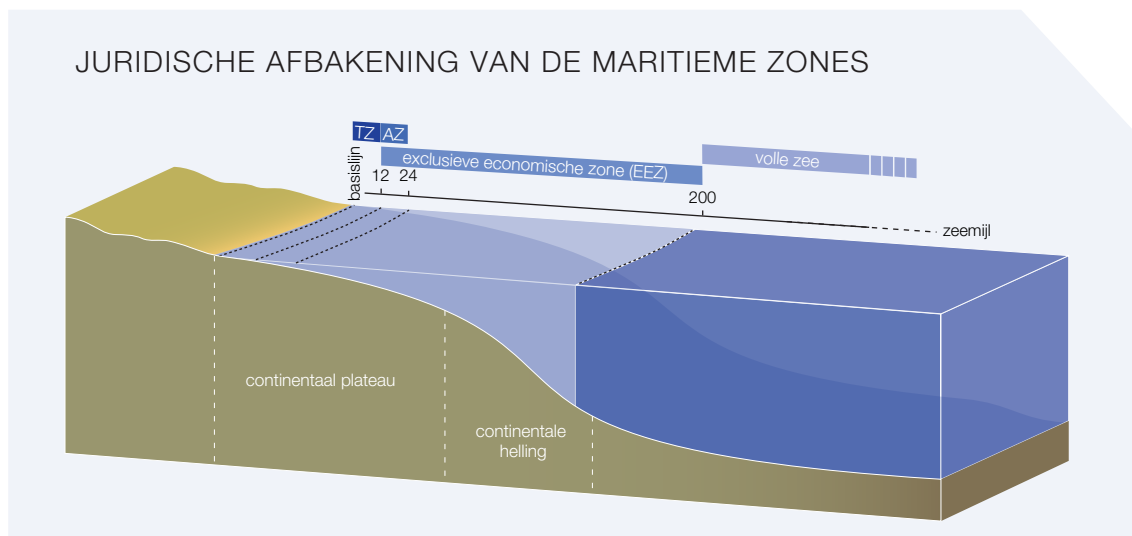 JURIDISCHE AFBAKENING VAN DE MARITIEME ZONES
TZ AZ
exclusieve economische zone (EEZ)
volle zee
basislijn
12 24
200
zeemijl
continentaal plateau
continentale
helling